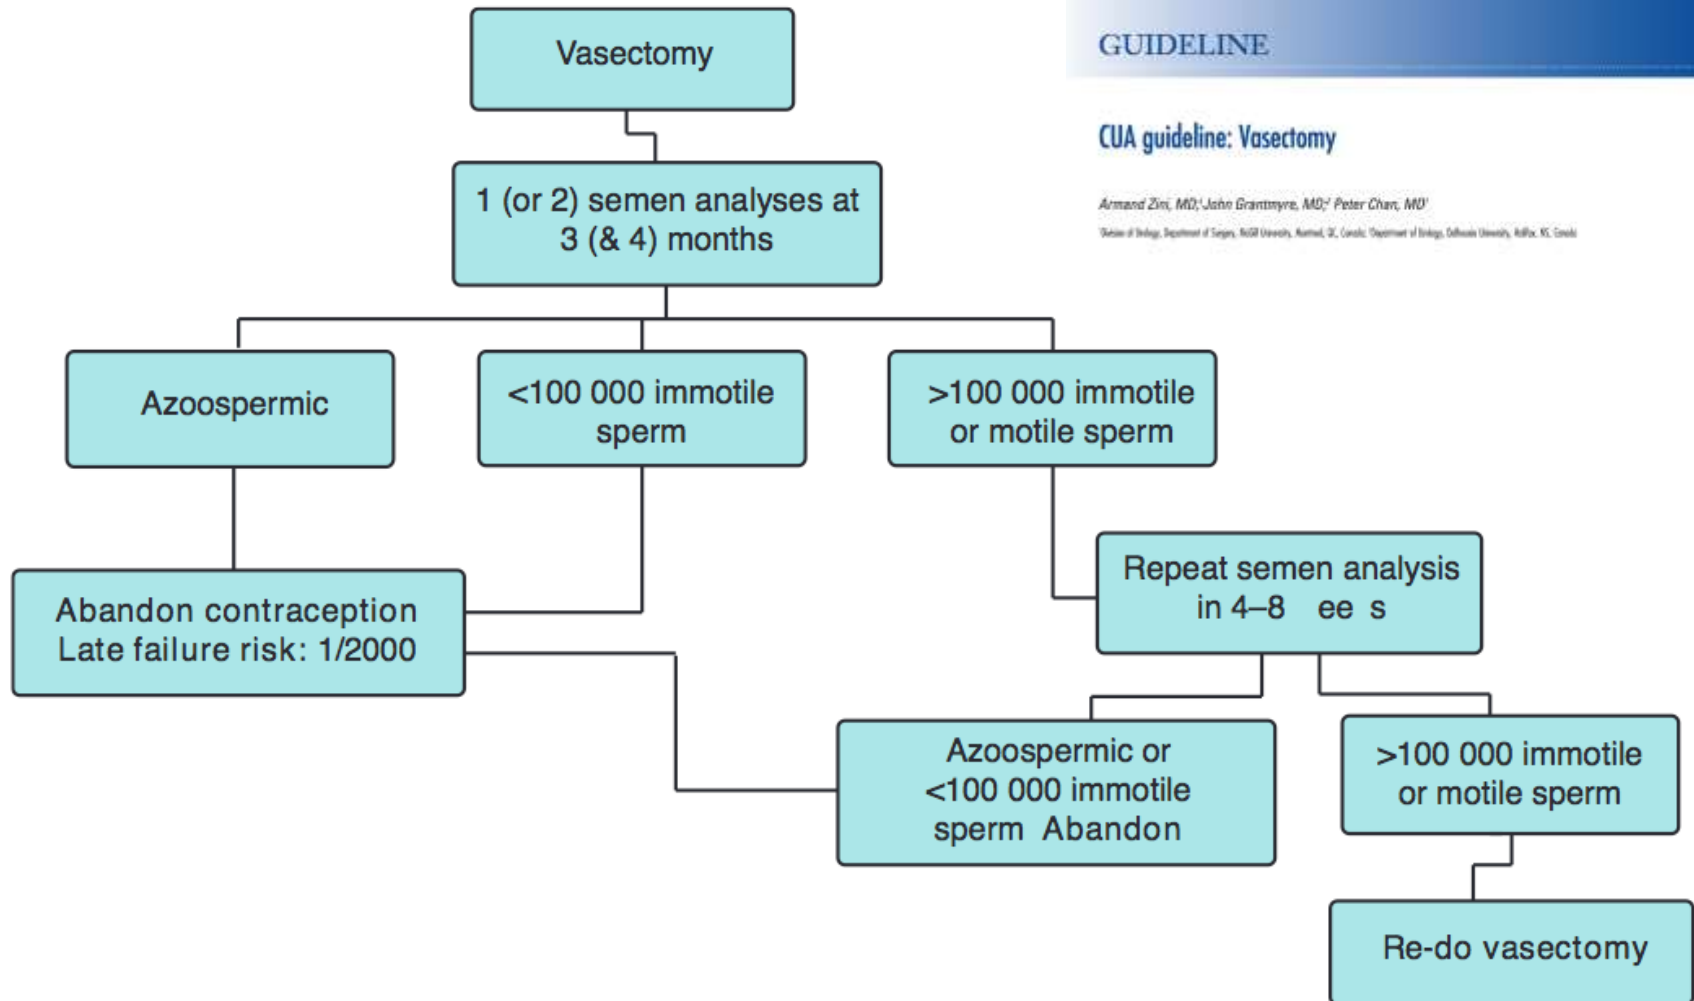 Vasectomy
GUIDELINE
CUA guideline: Vasectomy
Armand Zini, MD; John Grantmyre, MD; Peter Chan, MD
1 (or 2) semen analyses at
3 (& 4) months
Azoospermic
<100 000 immotile
sperm
>100 000 immotile
or motile sperm
Repeat semen analysis
in 4–8 ee s
Abandon contraception
Late failure risk: 1/2000
Azoospermic or
<100 000 immotile
sperm Abandon
>100 000 immotile
or motile sperm
Re-do vasectomy